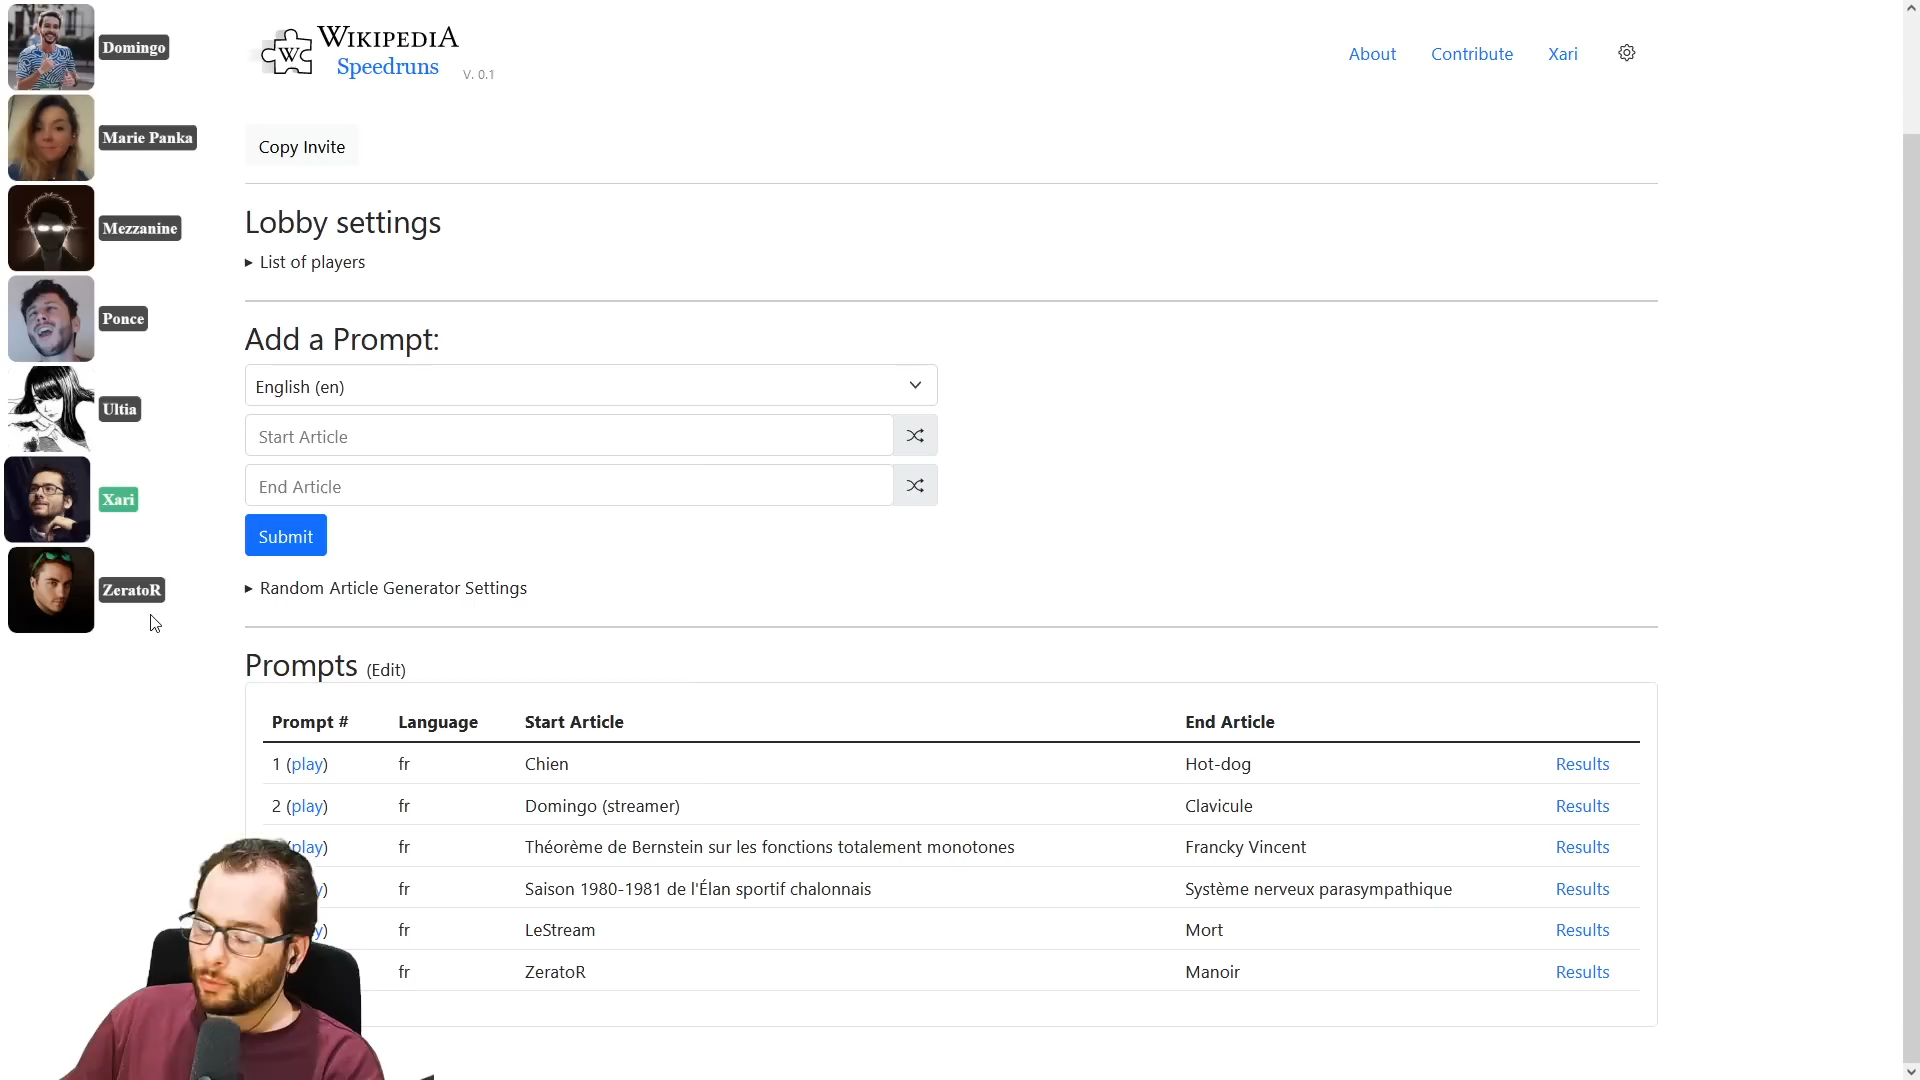 Domingo
Marie Panka
Mezzanine
Ponce
Ultia
Xari
ZeratoR
W
WIKIPEDIA
Speedruns
V. 0.1
About Contribute Xari
Copy Invite
Lobby settings
▸ List of players
Add a Prompt:
English (en)
Start Article
End Article
Submit
▸ Random Article Generator Settings
Prompts (Edit)
Prompt # Language Start Article End Article
1 (play) fr Chien Hot-dog Results
2 (play) fr Domingo (streamer) Clavicule Results
play) fr Théorème de Bernstein sur les fonctions totalement monotones Francky Vincent Results
y) fr Saison 1980-1981 de l'Élan sportif chalonnais Système nerveux parasympathique Results
y) fr LeStream Mort Results
fr ZeratoR Manoir Results